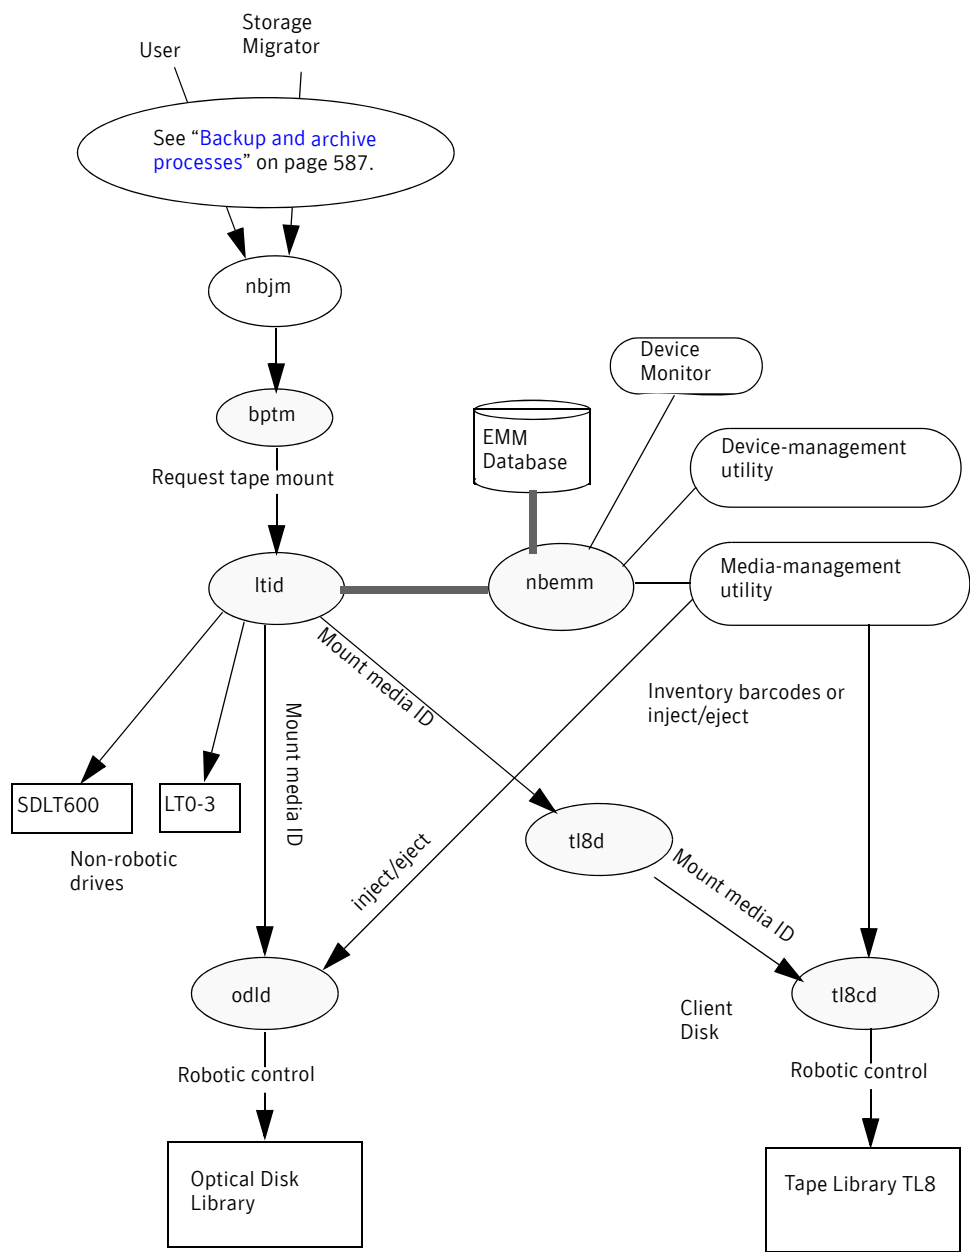 Storage
Migrator
User
See “Backup and archive
processes” on page 587.
nbjm
Device
Monitor
bptm
EMM
Database
Device-management
utility
Request tape mount
ltid
nbemm
Media-management
utility
Mount media ID
Mount media ID
Inventory barcodes or
inject/eject
SDLT600
LT0-3
Non-robotic
drives
tl8d
inject/eject
Mount media ID
odld
Client
Disk
tl8cd
Robotic control
Robotic control
Optical Disk
Library
Tape Library TL8